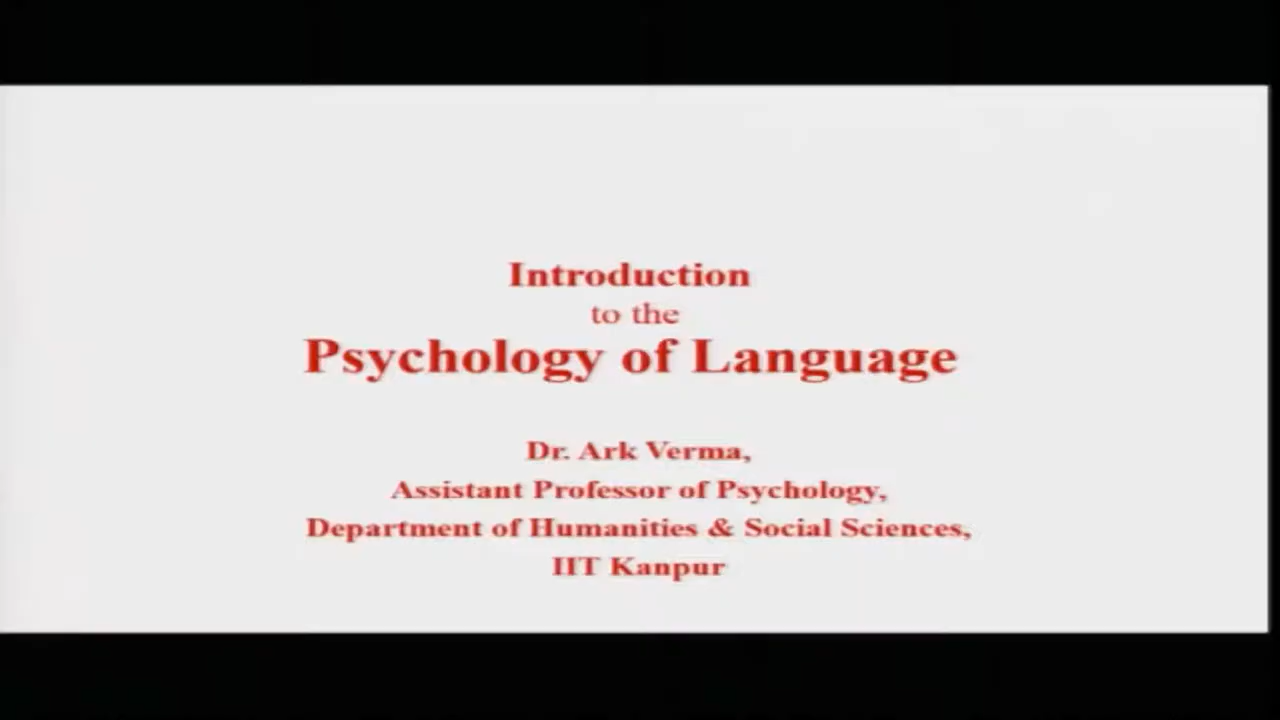 Introduction
to the
Psychology of Language
Dr. Ark Verma,
Assistant Professor of Psychology,
Department of Humanities & Social Sciences,
IIT Kanpur